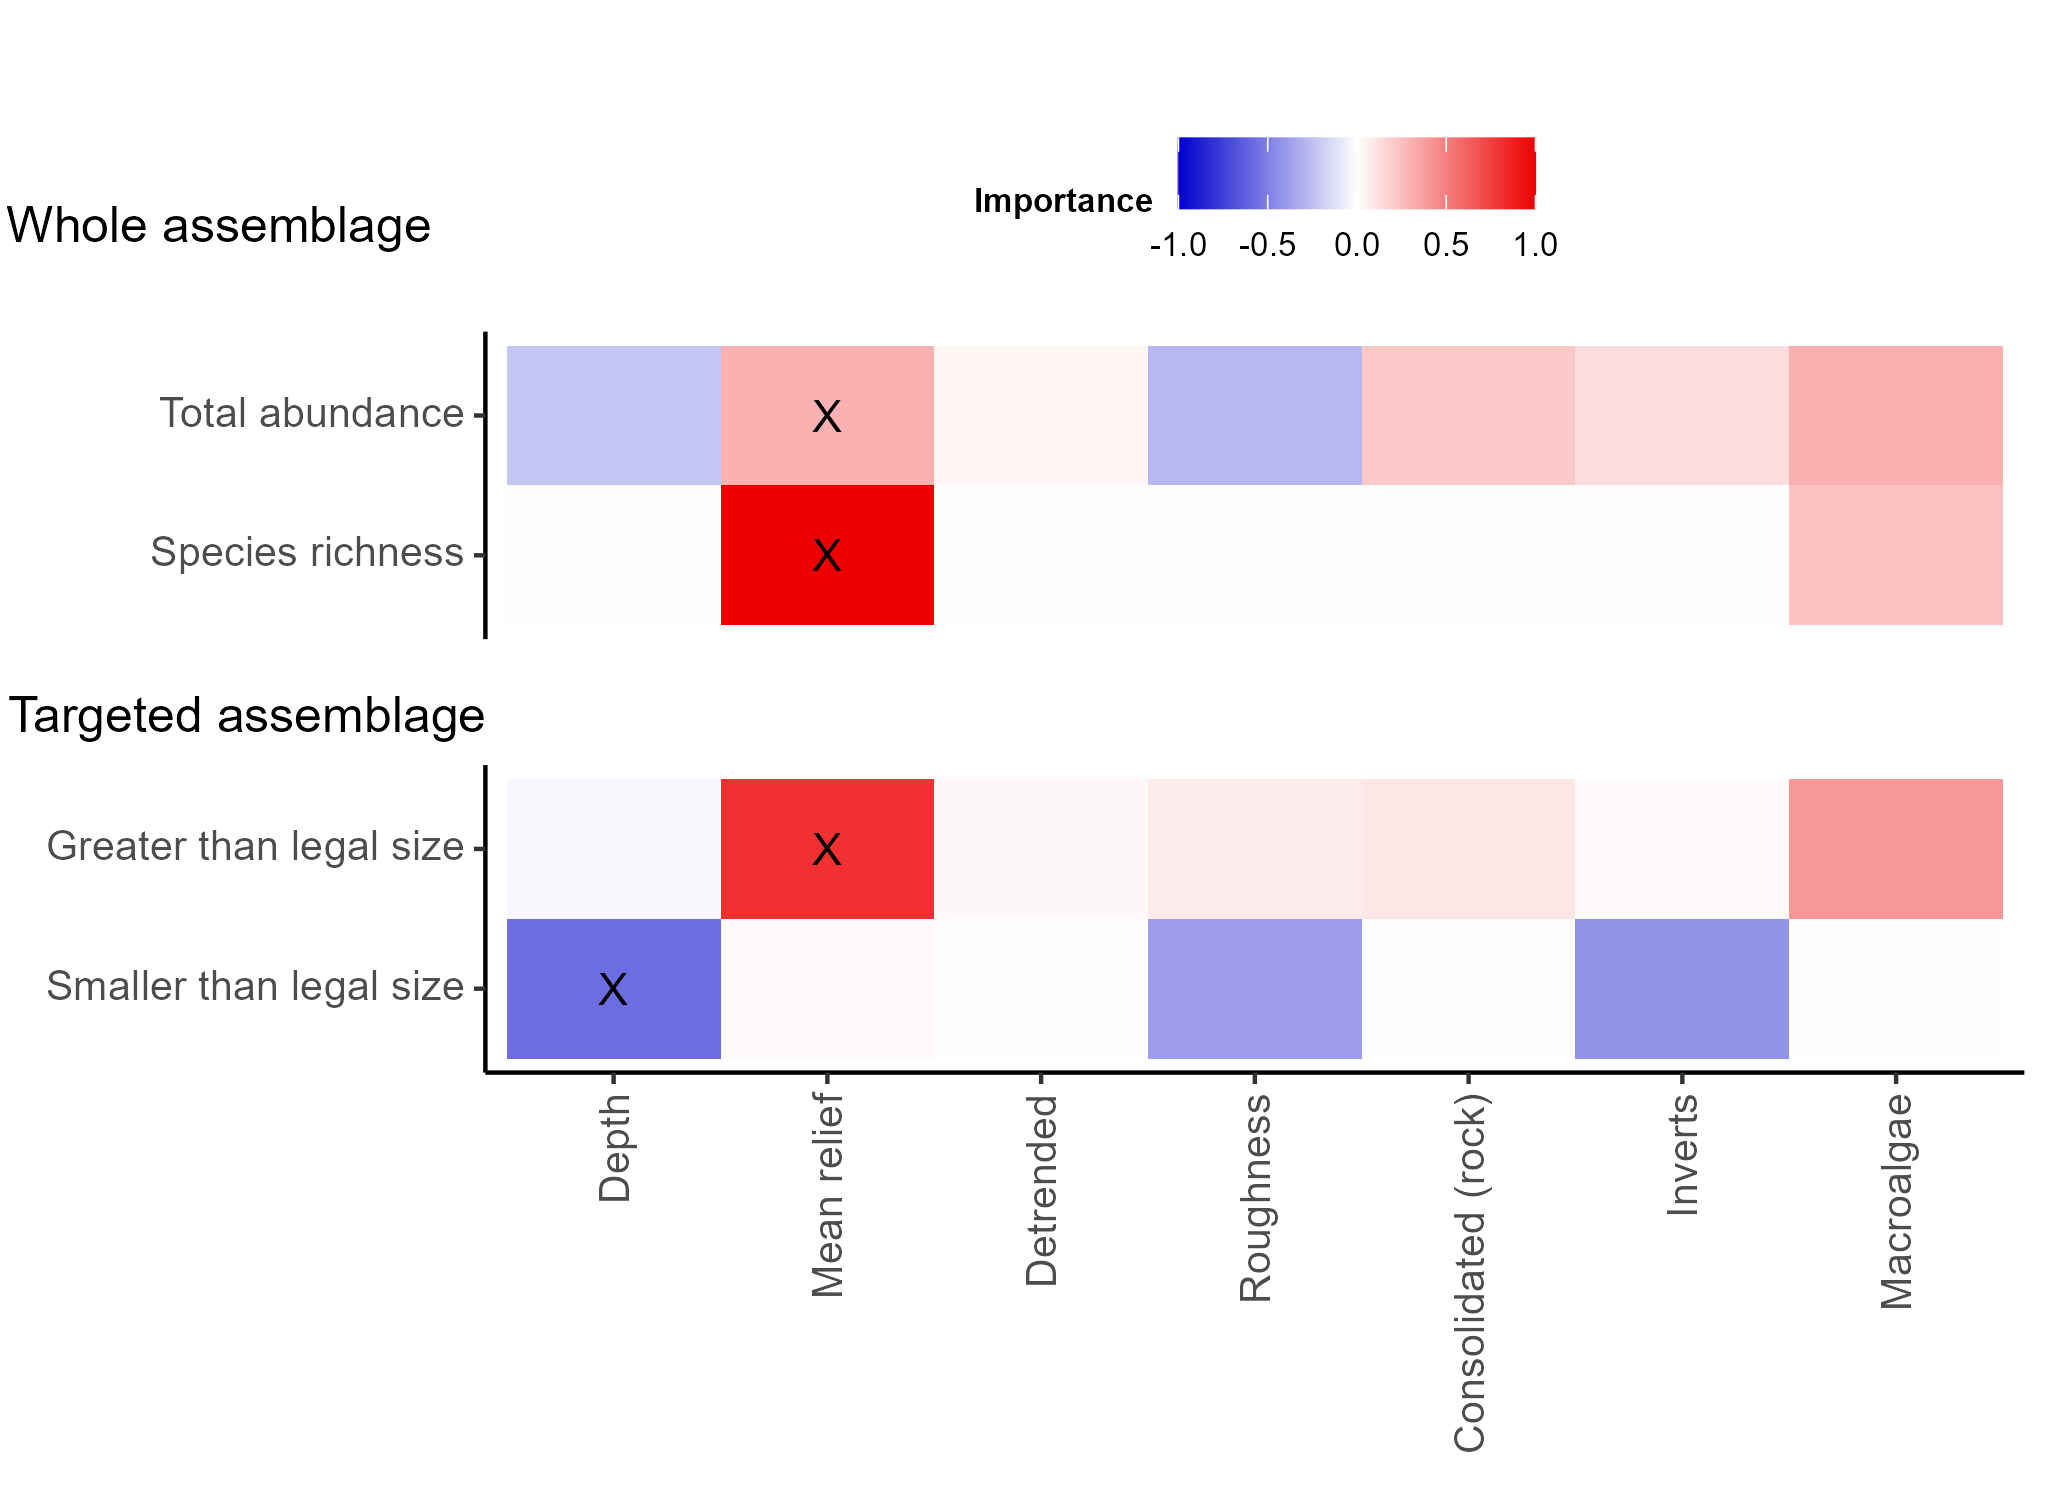 Importance
-1.0 -0.5 0.0 0.5 1.0
Whole assemblage
Total abundance
X
Species richness
X
Targeted assemblage
Greater than legal size
X
Smaller than legal size
X
Depth
Mean relief
Detrended
Roughness
Consolidated (rock)
Inverts
Macroalgae